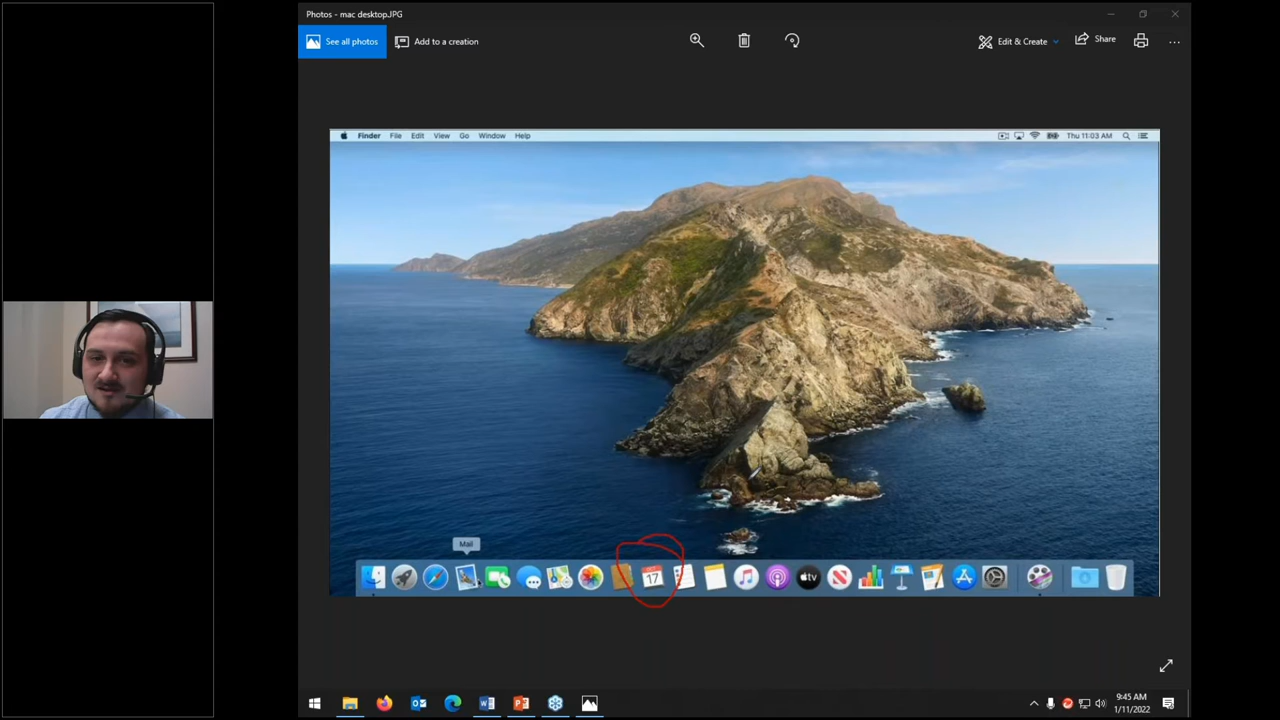 Photos - mac desktop.JPG
See all photos
Add to a creation
Edit & Create
Share
Finder File Edit View Go Window Help
Thu 11:03 AM
Mail
17
tv
9:45 AM
1/11/2022